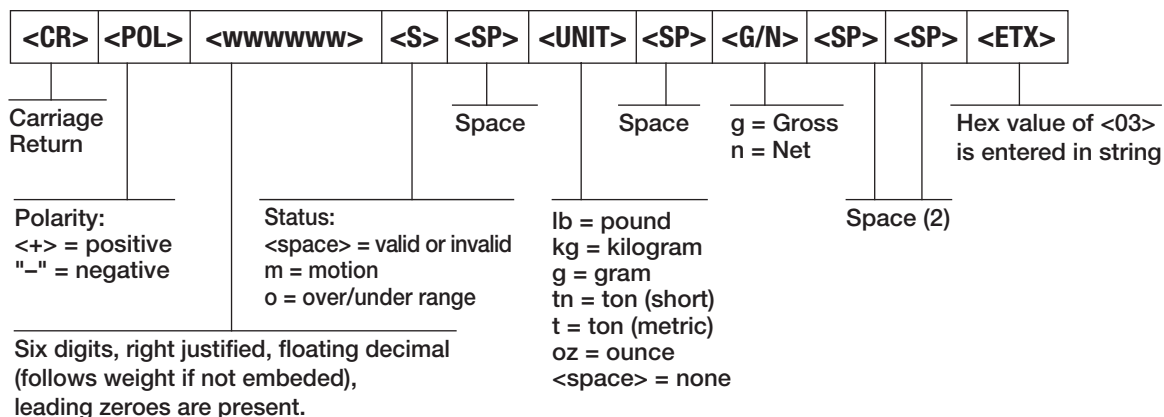 <CR> <POL> <wwwwww> <S> <SP> <UNIT> <SP> <G/N> <SP> <SP> <ETX>
Carriage
Return
Space
Space
g = Gross
n = Net
Hex value of <03>
is entered in string
Polarity:
<+> = positive
"–" = negative
Status:
<space> = valid or invalid
m = motion
o = over/under range
lb = pound
kg = kilogram
g = gram
tn = ton (short)
t = ton (metric)
oz = ounce
<space> = none
Space (2)
Six digits, right justified, floating decimal
(follows weight if not embeded),
leading zeroes are present.